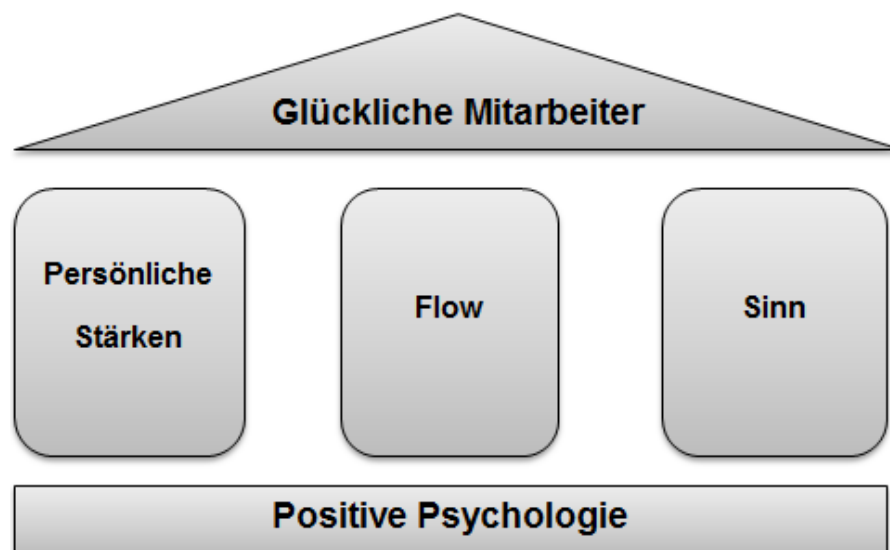 Glückliche Mitarbeiter
Persönliche
Stärken
Flow
Sinn
Positive Psychologie